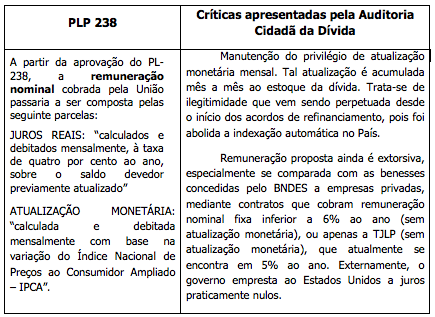 PLP 238
Críticas apresentadas pela Auditoria
Cidadã da Dívida
A partir da aprovação do PL-
238, a remuneração
nominal cobrada pela União
passaria a ser composta pelas
seguintes parcelas:
JUROS REAIS: “calculados e
debitados mensalmente, à taxa
de quatro por cento ao ano,
sobre o saldo devedor
previamente atualizado”
ATUALIZAÇÃO MONETÁRIA:
“calculada e debitada
mensalmente com base na
variação do Índice Nacional de
Preços ao Consumidor Ampliado
– IPCA”.
Manutenção do privilégio de atualização
monetária mensal. Tal atualização é acumulada
mês a mês ao estoque da dívida. Trata-se de
ilegitimidade que vem sendo perpetuada desde
o início dos acordos de refinanciamento, pois foi
abolida a indexação automática no País.
Remuneração proposta ainda é extorsiva,
especialmente se comparada com as benesses
concedidas pelo BNDES a empresas privadas,
mediante contratos que cobram remuneração
nominal fixa inferior a 6% ao ano (sem
atualização monetária), ou apenas a TJLP (sem
atualização monetária), que atualmente se
encontra em 5% ao ano. Externamente, o
governo empresta ao Estados Unidos a juros
praticamente nulos.